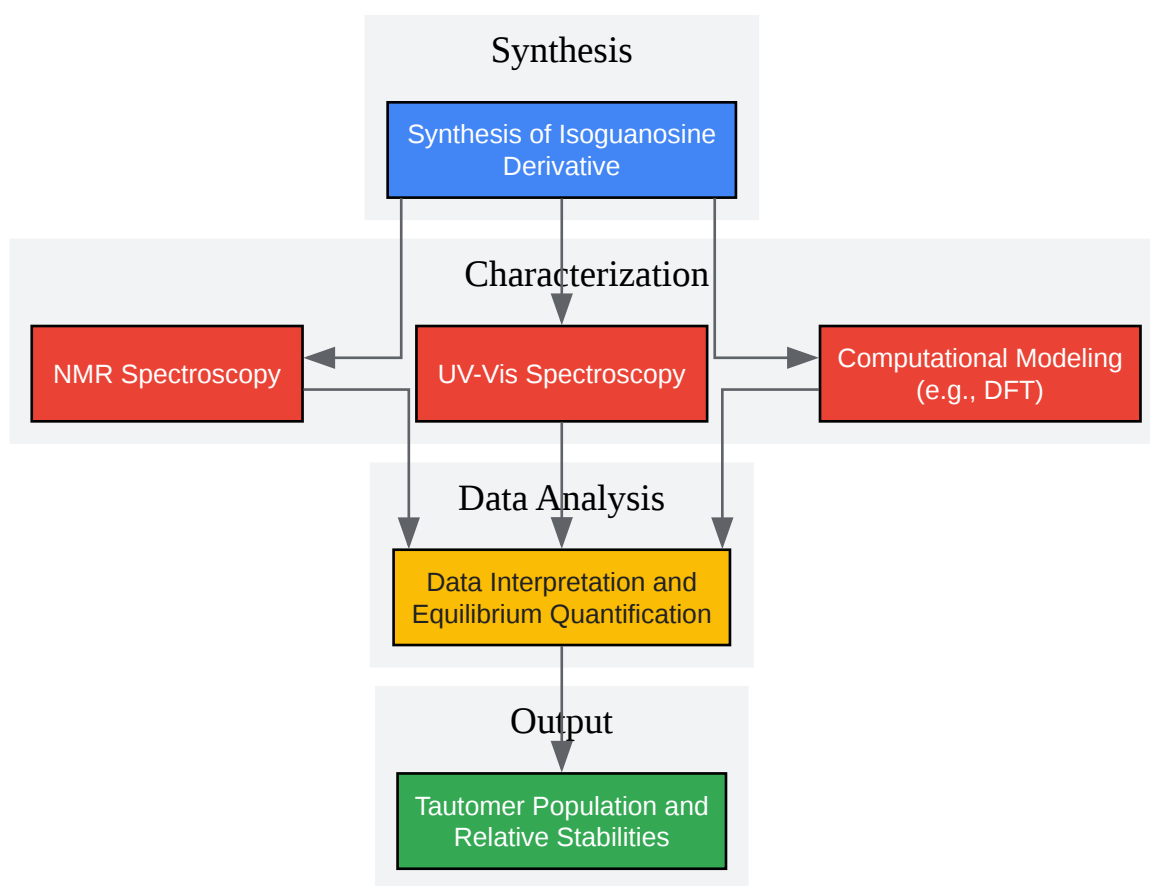 Synthesis
Synthesis of Isoguanosine
Derivative
Characterization
NMR Spectroscopy
UV-Vis Spectroscopy
Computational Modeling
(e.g., DFT)
Data Analysis
Data Interpretation and
Equilibrium Quantification
Output
Tautomer Population and
Relative Stabilities